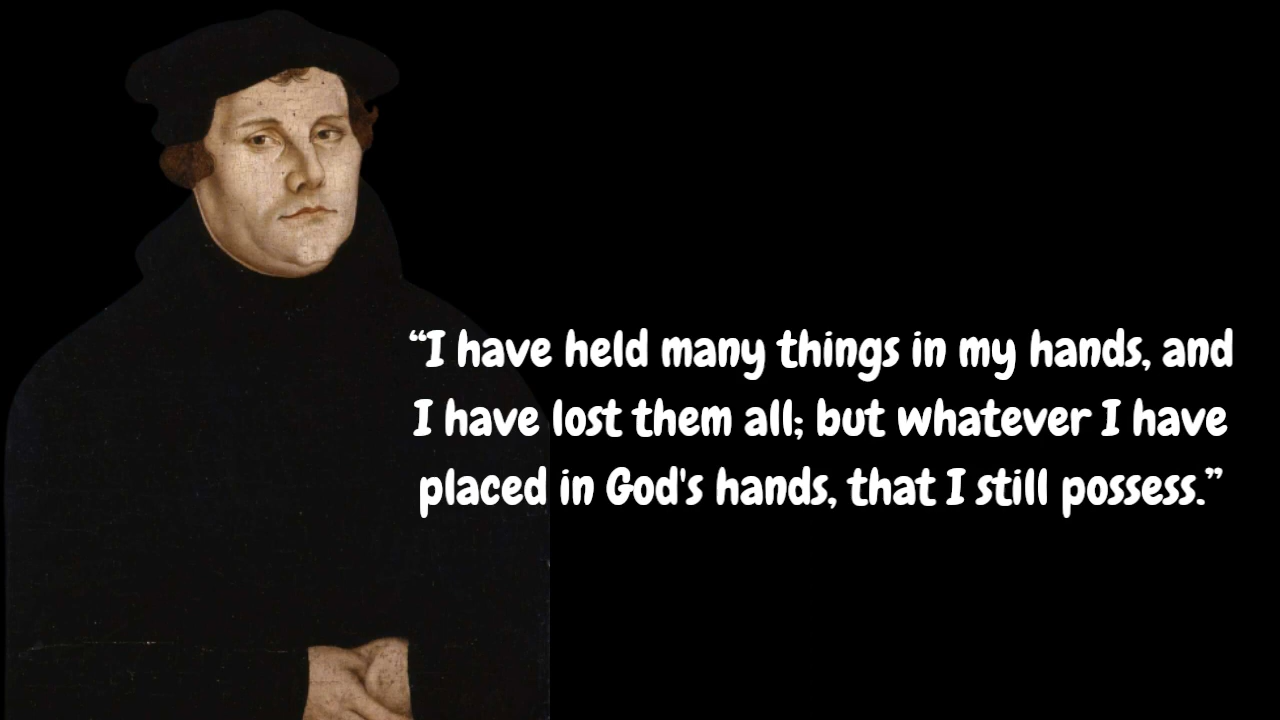 “I have held many things in my hands, and
I have lost them all; but whatever I have
placed in God's hands, that I still possess.”